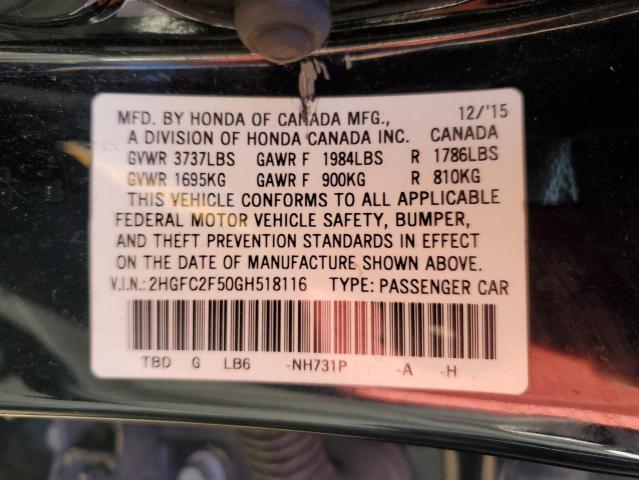 MFD. BY HONDA OF CANADA MFG., 12/'15
A DIVISION OF HONDA CANADA INC. CANADA
GVWR 3737LBS GAWR F 1984LBS R 1786LBS
GVWR 1695KG GAWR F 900KG R 810KG
THIS VEHICLE CONFORMS TO ALL APPLICABLE
FEDERAL MOTOR VEHICLE SAFETY, BUMPER,
AND THEFT PREVENTION STANDARDS IN EFFECT
ON THE DATE OF MANUFACTURE SHOWN ABOVE.
V.I.N.: 2HGFC2F50GH518116 TYPE: PASSENGER CAR
TBD G LB6 -NH731P -A -H